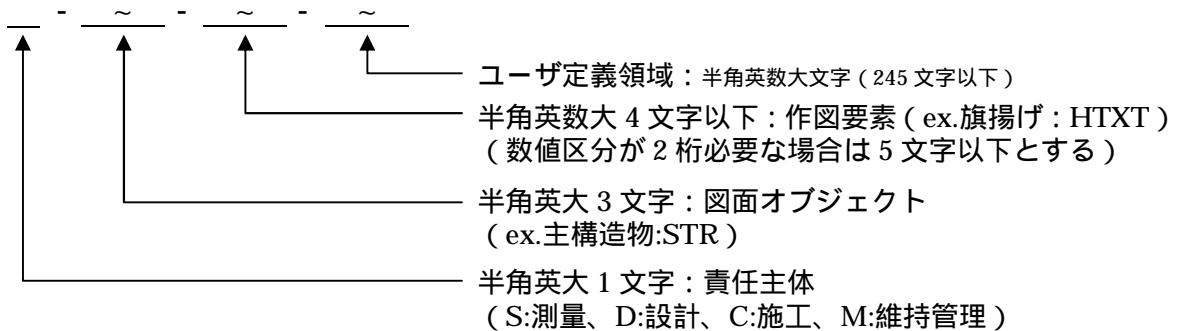 - ~ - ~ - ~
ユーザ定義領域：半角英数大文字（245 文字以下）
半角英数大 4 文字以下：作図要素（ex.旗揚げ：HTXT）
（数値区分が 2 桁必要な場合は 5 文字以下とする）
半角英大 3 文字：図面オブジェクト
（ex.主構造物:STR）
半角英大 1 文字：責任主体
（S:測量、D:設計、C:施工、M:維持管理）